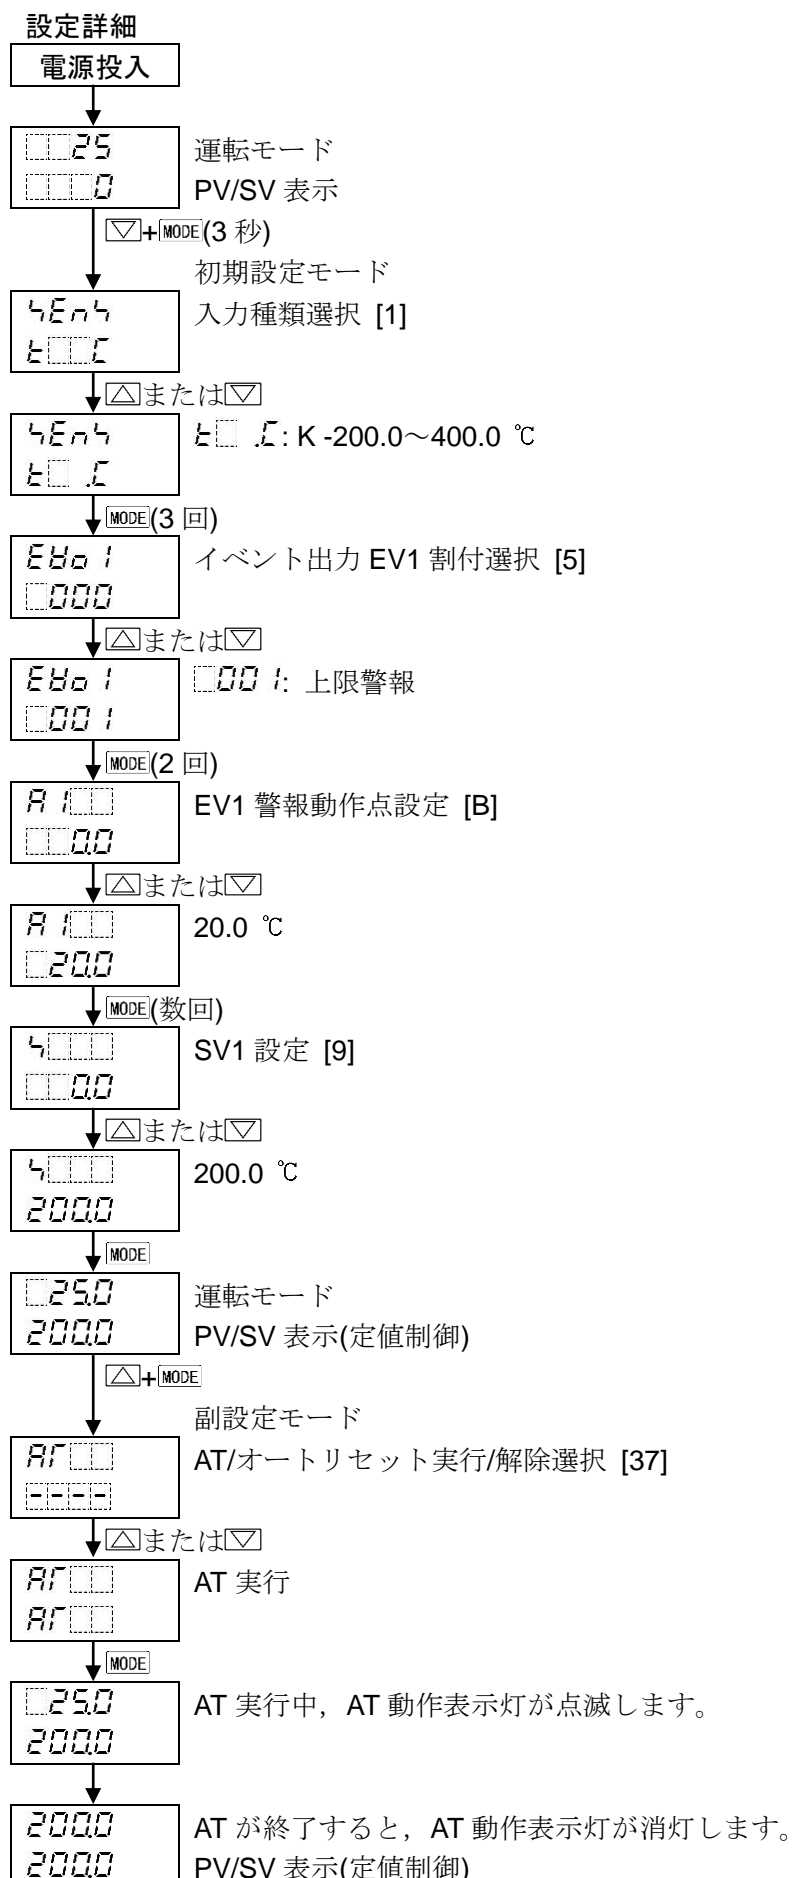 設定詳細
電源投入
25
運転モード
0
PV/SV 表示
▽+MODE(3 秒)
初期設定モード
入力種類選択 [1]
△または▽
.C: K -200.0～400.0 ℃
MODE(3 回)
イベント出力 EV1 割付選択 [5]
000
△または▽
001: 上限警報
001
MODE(2 回)
A1
EV1 警報動作点設定 [B]
0.0
△または▽
A1
20.0 ℃
20.0
MODE(数回)
SV1 設定 [9]
0.0
△または▽
200.0 ℃
200.0
MODE
25.0
運転モード
200.0
PV/SV 表示(定値制御)
△+MODE
副設定モード
AT
AT/オートリセット実行/解除選択 [37]
----
△または▽
AT
AT 実行
AT
MODE
25.0
AT 実行中，AT 動作表示灯が点滅します。
200.0
200.0
AT が終了すると，AT 動作表示灯が消灯します。
200.0
PV/SV 表示(定値制御)